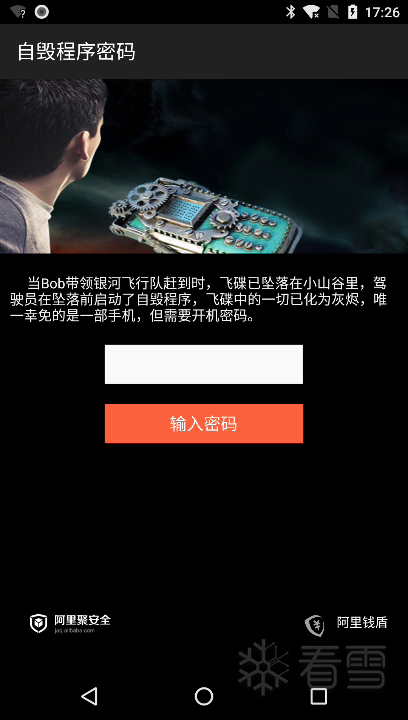 17:26
自毁程序密码
当Bob带领银河飞行队赶到时，飞碟已坠落在小山谷里，驾
驶员在坠落前启动了自毁程序，飞碟中的一切已化为灰烬，唯
一幸免的是一部手机，但需要开机密码。
输入密码
阿里聚安全
jaq.alibaba.com
阿里钱盾
看雪